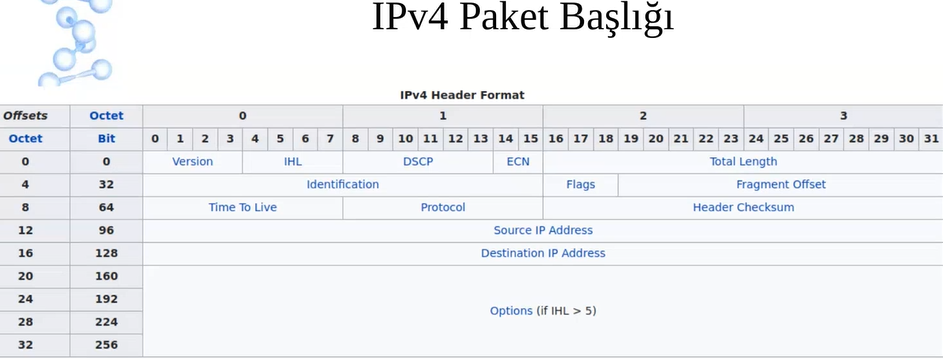 IPv4 Paket Başlığı
IPv4 Header Format
Offsets Octet 0 1 2 3
Octet Bit 0 1 2 3 4 5 6 7 8 9 10 11 12 13 14 15 16 17 18 19 20 21 22 23 24 25 26 27 28 29 30 31
0 0 Version IHL DSCP ECN Total Length
4 32 Identification Flags Fragment Offset
8 64 Time To Live Protocol Header Checksum
12 96 Source IP Address
16 128 Destination IP Address
20 160
24 192
Options (if IHL > 5)
28 224
32 256